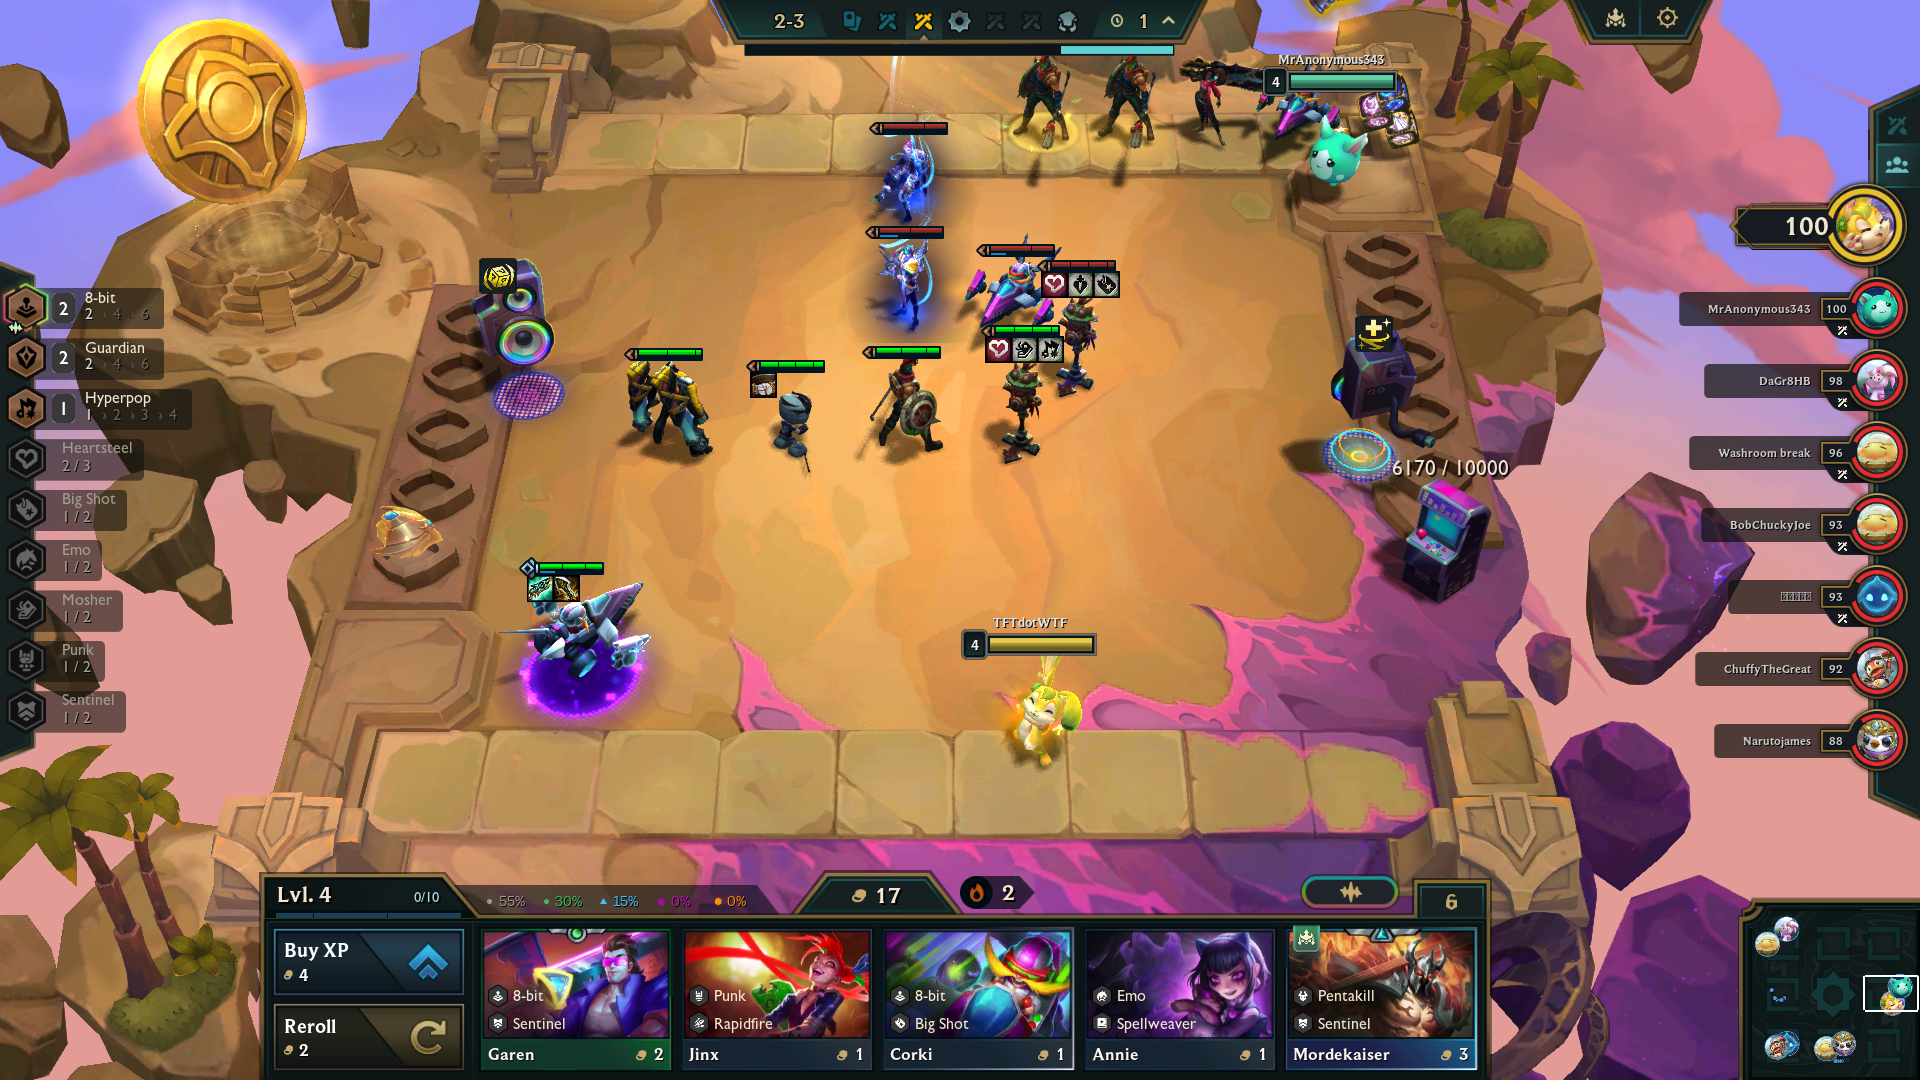 2-3
1
MrAnonymous343
4
100
2
8-bit
2 › 4 › 6
2
Guardian
2 › 4 › 6
1
Hyperpop
1 › 2 › 3 › 4
Heartsteel
2 / 3
Big Shot
1 / 2
Emo
1 / 2
Mosher
1 / 2
Punk
1 / 2
Sentinel
1 / 2
MrAnonymous343 100
DaGr8HB 98
Washroom break 96
6170 / 10000
BobChuckyJoe 93
93
TFTdotWTF
4
ChuffyTheGreat 92
Narutojames 88
Lvl. 4
0/10
55% 30% 15% 0% 0%
17
2
6
Buy XP
4
Reroll
2
8-bit
Sentinel
Garen 2
Punk
Rapidfire
Jinx 1
8-bit
Big Shot
Corki 1
Emo
Spellweaver
Annie 1
Pentakill
Sentinel
Mordekaiser 3